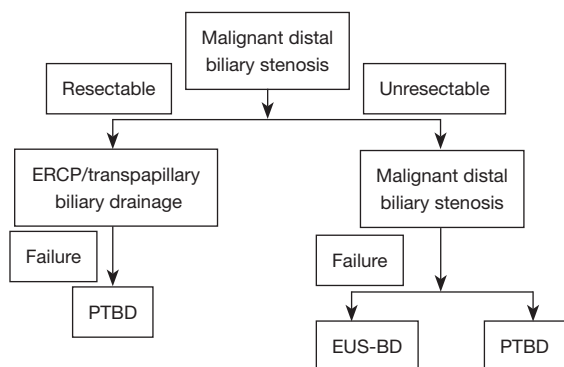 Malignant distal
biliary stenosis
Resectable
Unresectable
ERCP/transpapillary
biliary drainage
Malignant distal
biliary stenosis
Failure
Failure
PTBD
EUS-BD
PTBD